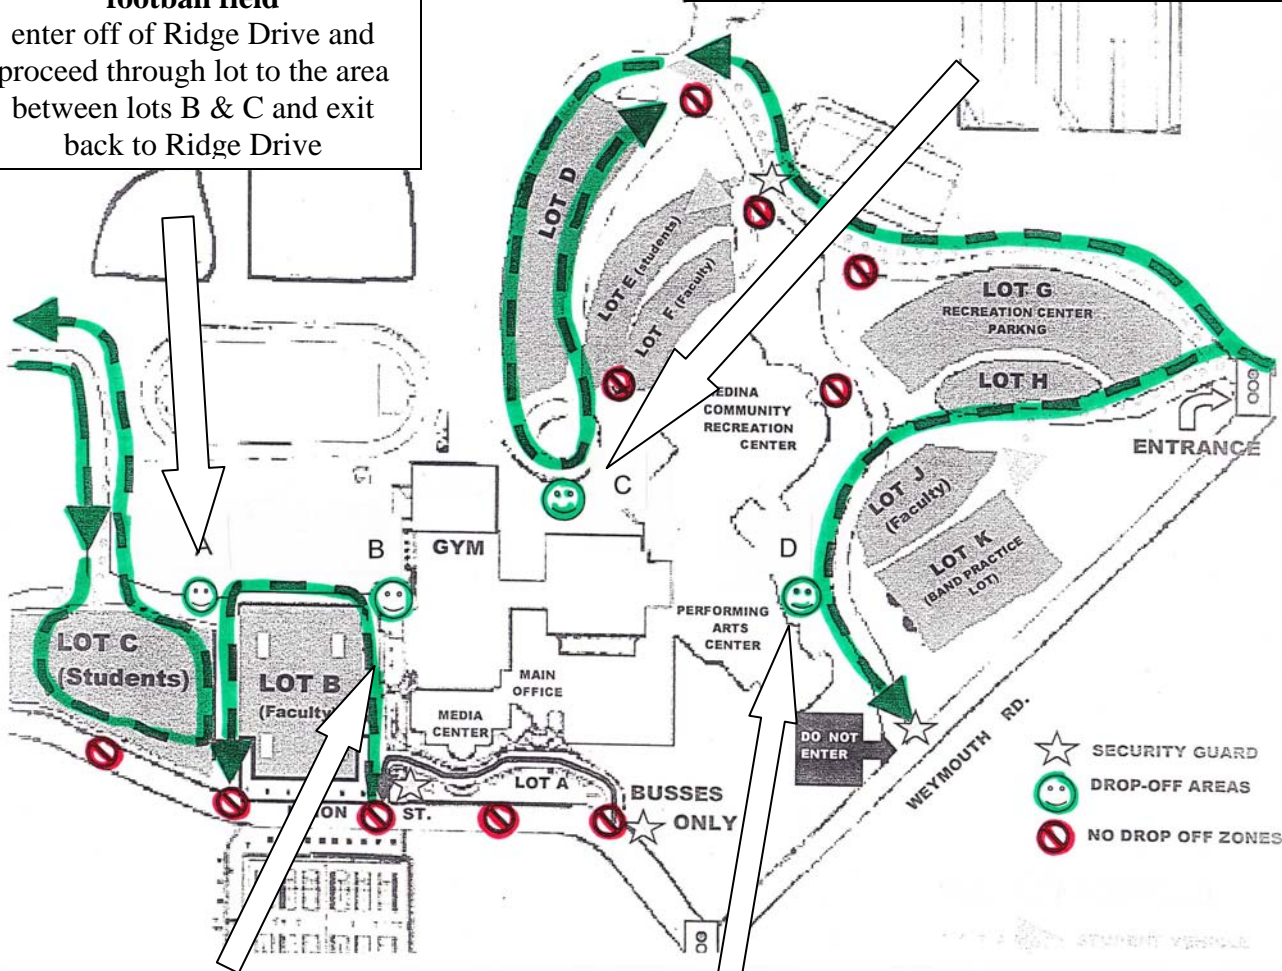 football field
enter off of Ridge Drive and
proceed through lot to the area
between lots B & C and exit
back to Ridge Drive
LOT D
LOT E (students)
LOT F (Faculty)
LOT G
RECREATION CENTER
PARKNG
LOT H
ENTRANCE
EDINA
COMMUNITY
RECREATION
CENTER
C
LOT J
(Faculty)
LOT K
(BAND PRACTICE
LOT)
A
B
GYM
D
PERFORMING
ARTS
CENTER
LOT C
(Students)
LOT B
(Faculty
MAIN
OFFICE
MEDIA
CENTER
LOT A
ST.
BUSSES
ONLY
DO NOT
ENTER
WEYMOUTH RD.
SECURITY GUARD
DROP-OFF AREAS
NO DROP OFF ZONES
STUDENT VEHICLE